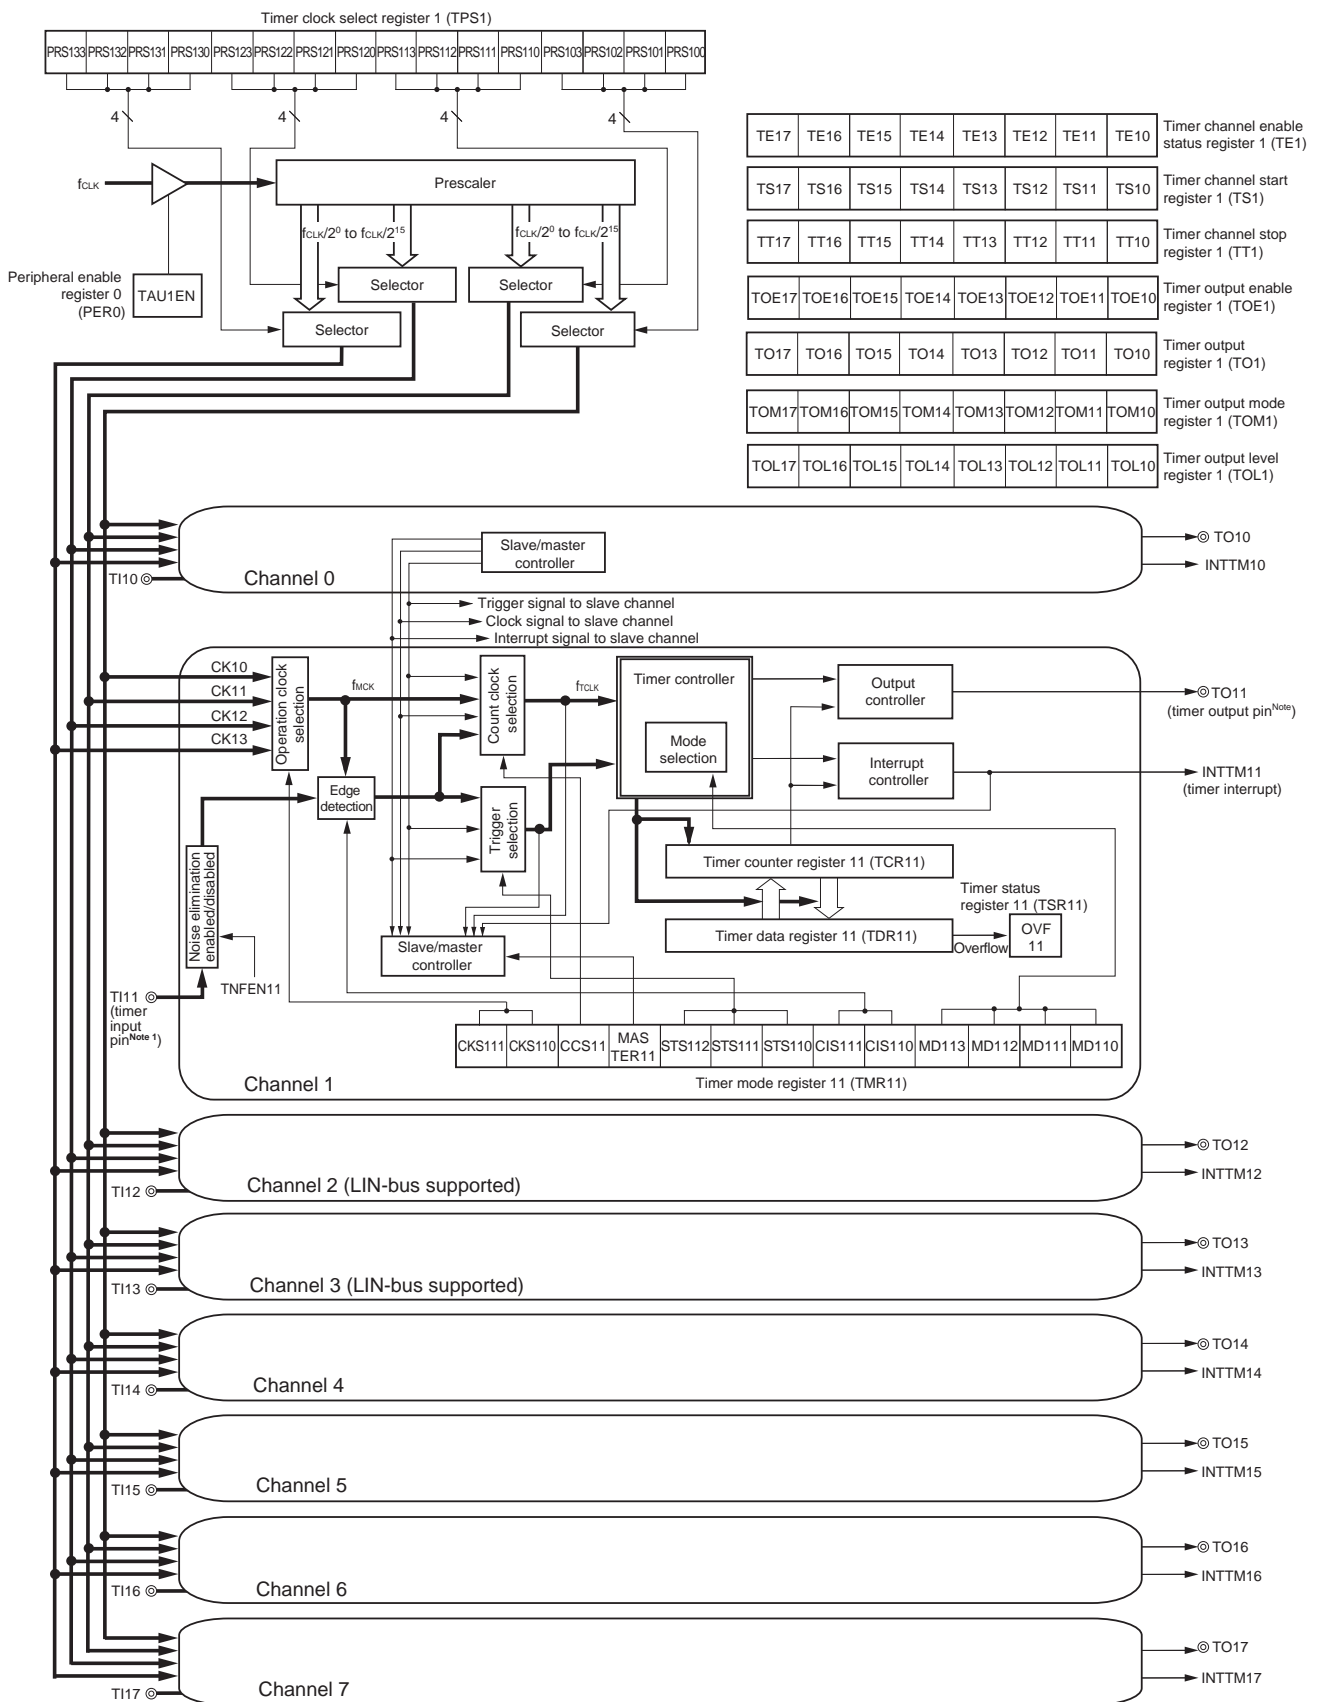 Timer clock select register 1 (TPS1)
PRS133 PRS132 PRS131 PRS130 PRS123 PRS122 PRS121 PRS120 PRS113 PRS112 PRS111 PRS110 PRS103 PRS102 PRS101 PRS100
4 4 4 4
fCLK
Prescaler
fCLK/2⁰ to fCLK/2¹⁵
fCLK/2⁰ to fCLK/2¹⁵
Peripheral enable
register 0
(PER0)
TAU1EN
Selector
Selector
Selector
Selector
TE17 TE16 TE15 TE14 TE13 TE12 TE11 TE10
Timer channel enable
status register 1 (TE1)
TS17 TS16 TS15 TS14 TS13 TS12 TS11 TS10
Timer channel start
register 1 (TS1)
TT17 TT16 TT15 TT14 TT13 TT12 TT11 TT10
Timer channel stop
register 1 (TT1)
TOE17 TOE16 TOE15 TOE14 TOE13 TOE12 TOE11 TOE10
Timer output enable
register 1 (TOE1)
TO17 TO16 TO15 TO14 TO13 TO12 TO11 TO10
Timer output
register 1 (TO1)
TOM17 TOM16 TOM15 TOM14 TOM13 TOM12 TOM11 TOM10
Timer output mode
register 1 (TOM1)
TOL17 TOL16 TOL15 TOL14 TOL13 TOL12 TOL11 TOL10
Timer output level
register 1 (TOL1)
Slave/master
controller
TI10
Channel 0
TO10
INTTM10
Trigger signal to slave channel
Clock signal to slave channel
Interrupt signal to slave channel
CK10
CK11
CK12
CK13
Operation clock
selection
fMCK
Count clock
selection
fTCLK
Timer controller
Mode
selection
Output
controller
TO11
(timer output pinNote)
Interrupt
controller
INTTM11
(timer interrupt)
Edge
detection
Trigger
selection
Noise elimination
enabled/disabled
Timer counter register 11 (TCR11)
Timer status
register 11 (TSR11)
Timer data register 11 (TDR11)
Overflow
OVF
11
Slave/master
controller
TNFEN11
TI11
(timer
input
pinNote 1)
CKS111 CKS110 CCS11 MAS
TER11 STS112 STS111 STS110 CIS111 CIS110 MD113 MD112 MD111 MD110
Timer mode register 11 (TMR11)
Channel 1
TI12
Channel 2 (LIN-bus supported)
TO12
INTTM12
TI13
Channel 3 (LIN-bus supported)
TO13
INTTM13
TI14
Channel 4
TO14
INTTM14
TI15
Channel 5
TO15
INTTM15
TI16
Channel 6
TO16
INTTM16
TI17
Channel 7
TO17
INTTM17